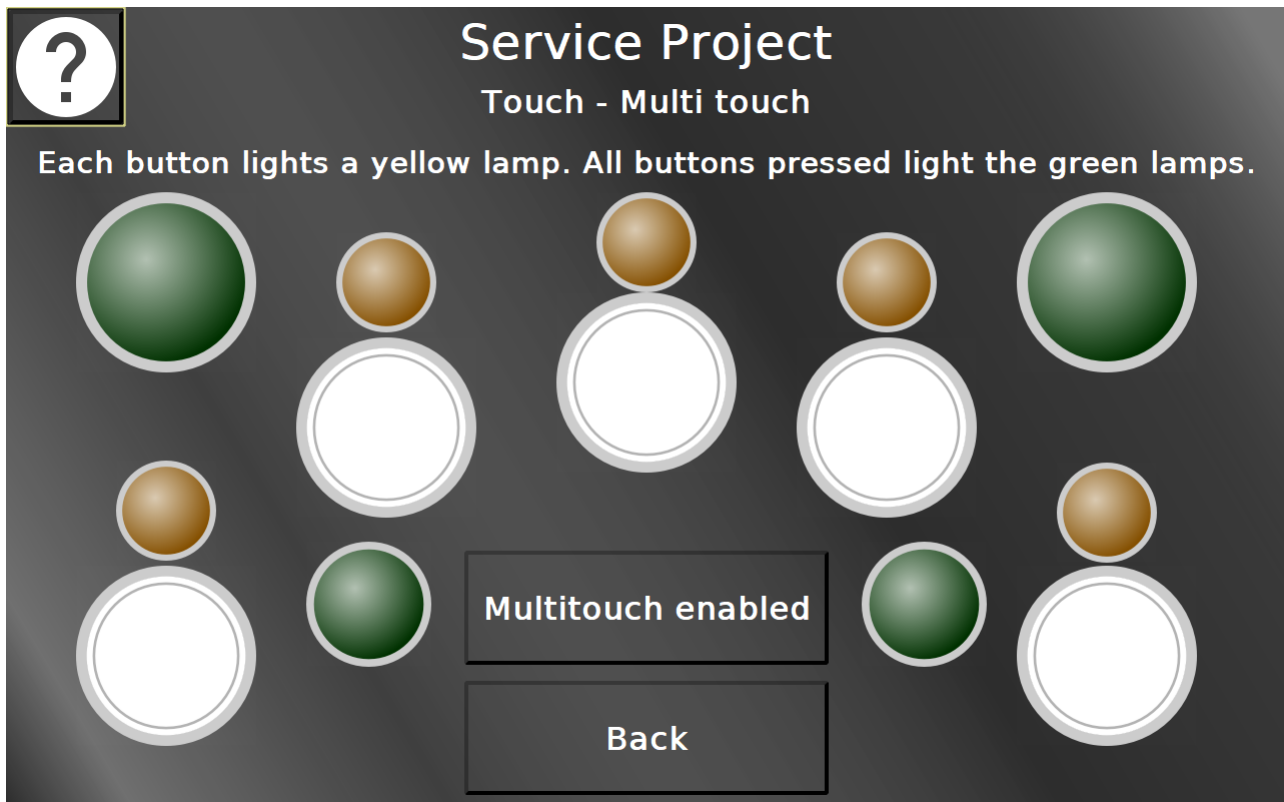 ?
Service Project
Touch - Multi touch
Each button lights a yellow lamp. All buttons pressed light the green lamps.
Multitouch enabled
Back